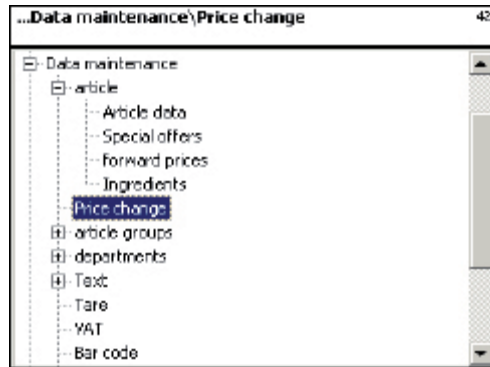 ...Data maintenance\Price change 42
Data maintenance
article
Article data
Special offers
forward prices
Ingredients
Price change
article groups
departments
Text
Tare
VAT
Bar code